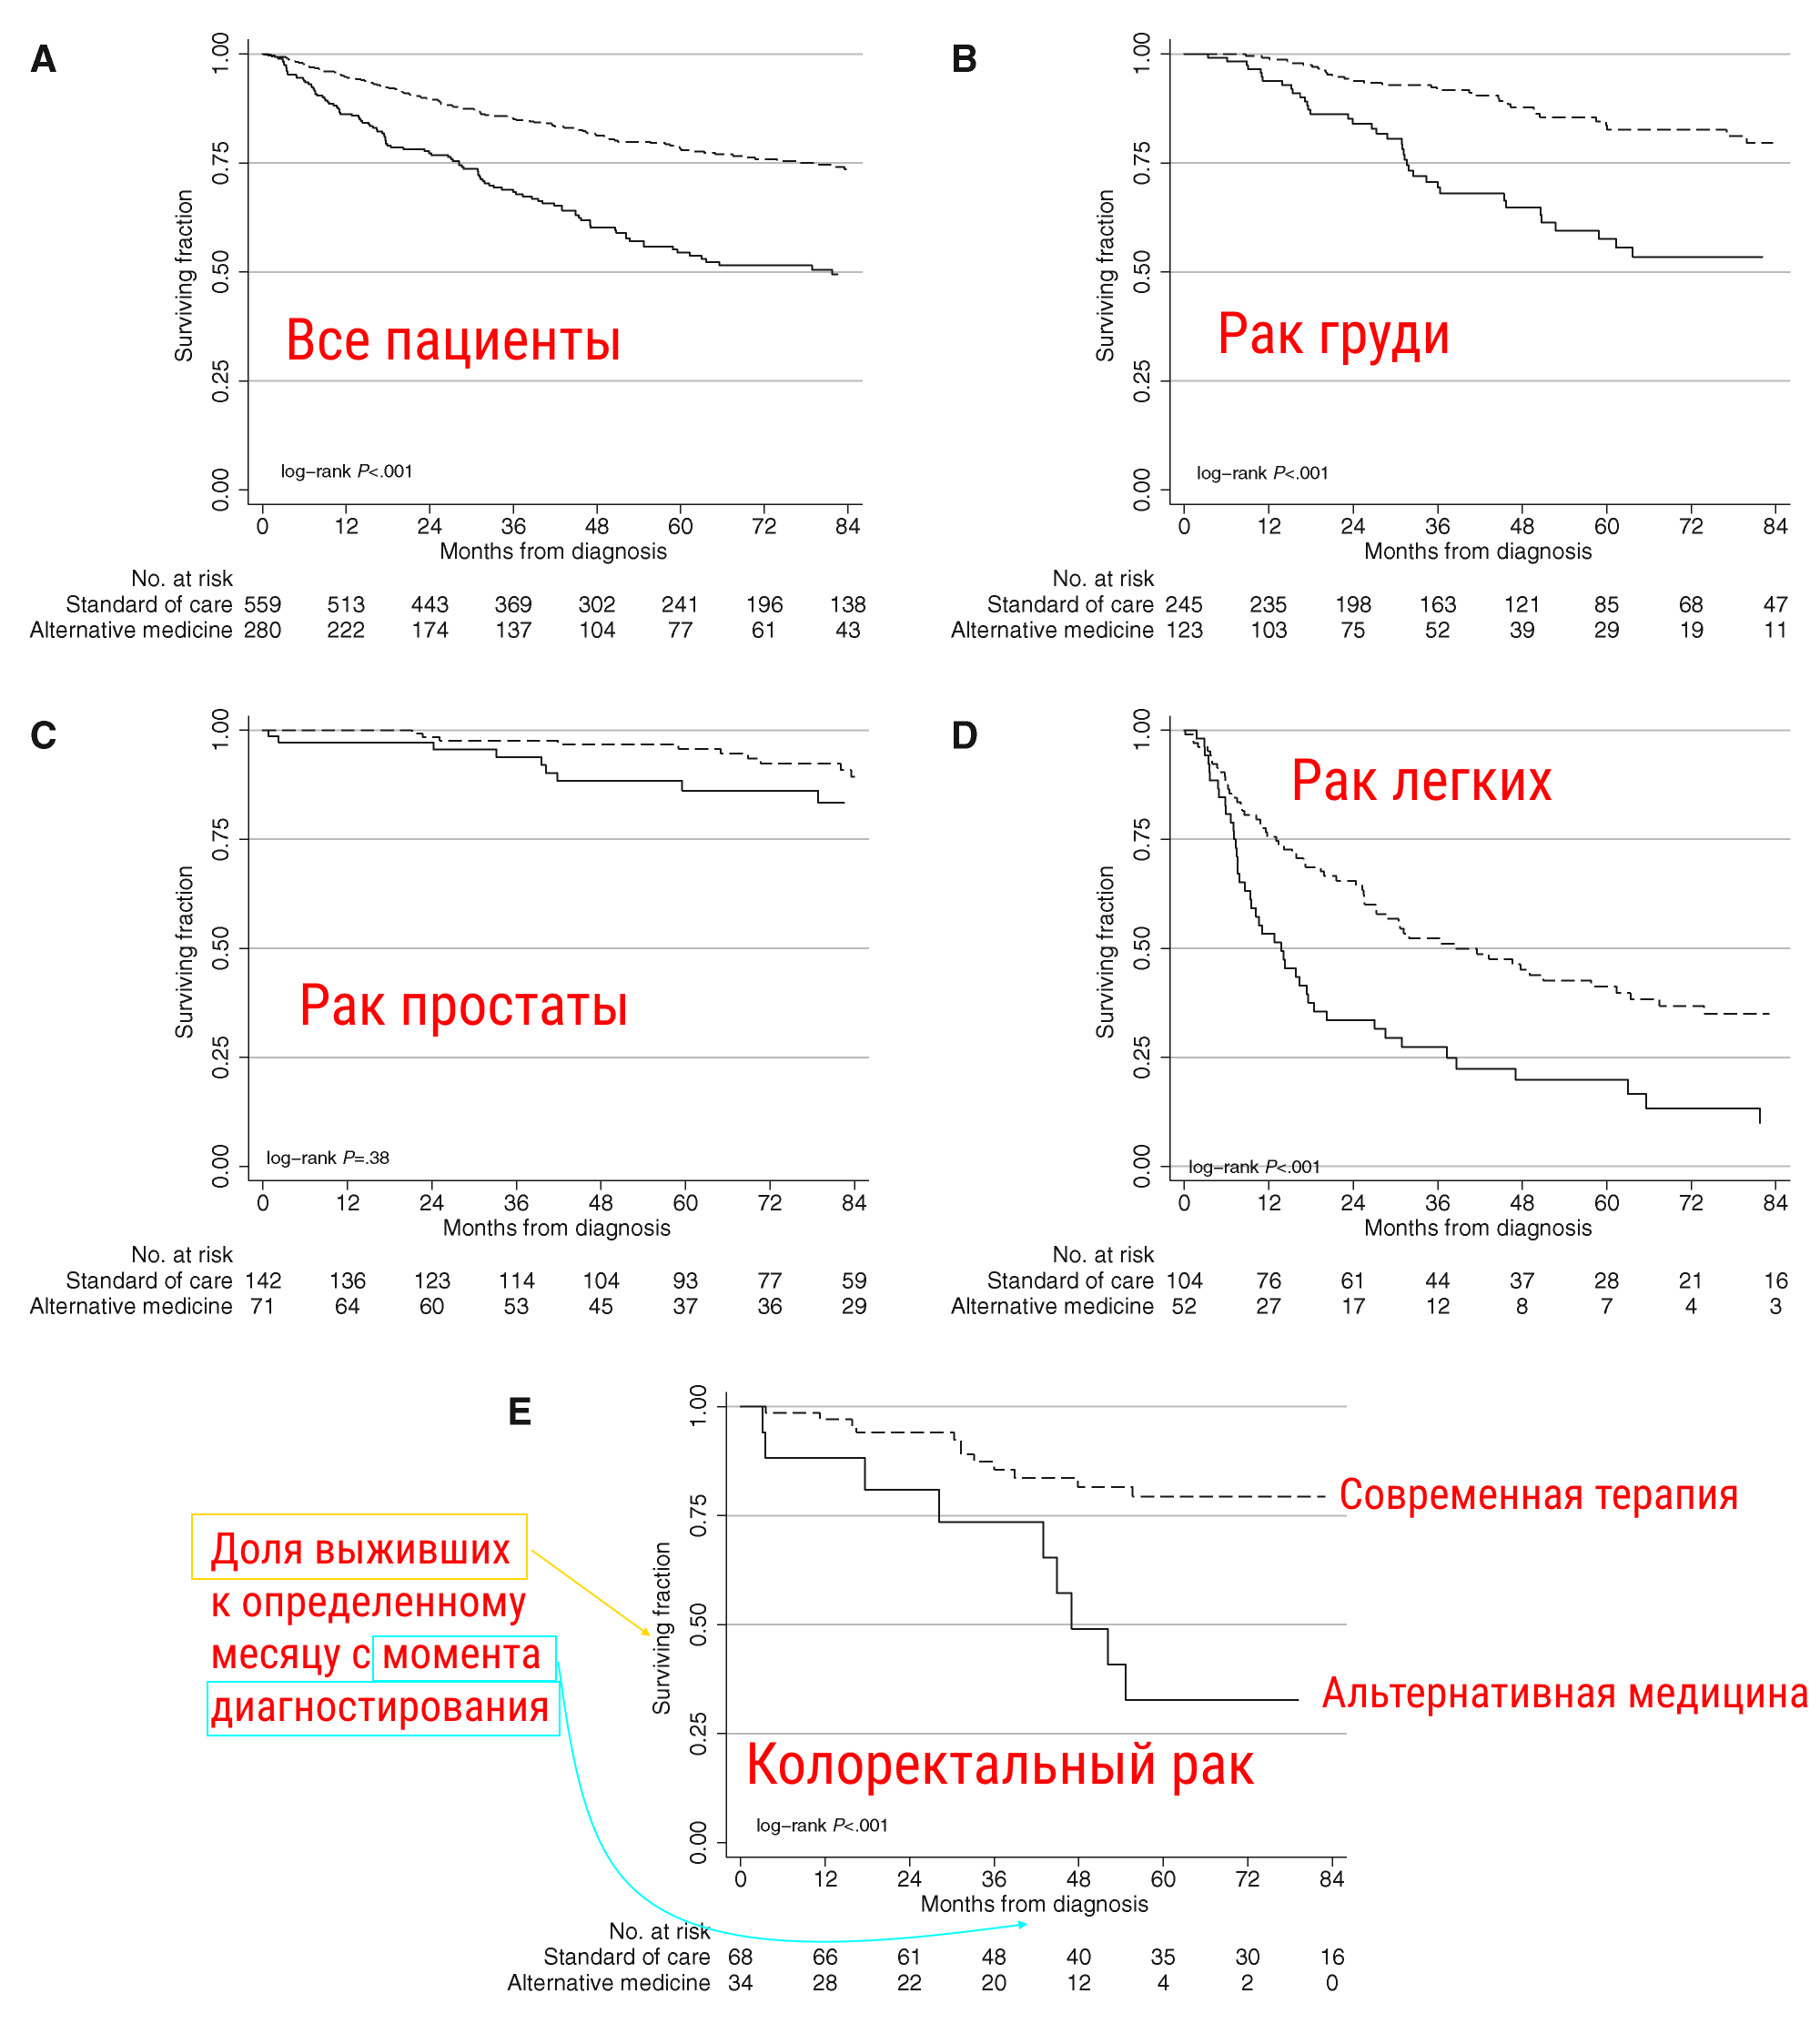 A
1.00
0.75
0.50
0.25
0.00
Surviving fraction
Все пациенты
log–rank P<.001
0 12 24 36 48 60 72 84
Months from diagnosis
No. at risk
Standard of care 559 513 443 369 302 241 196 138
Alternative medicine 280 222 174 137 104 77 61 43
B
1.00
0.75
0.50
0.25
0.00
Surviving fraction
Рак груди
log–rank P<.001
0 12 24 36 48 60 72 84
Months from diagnosis
No. at risk
Standard of care 245 235 198 163 121 85 68 47
Alternative medicine 123 103 75 52 39 29 19 11
C
1.00
0.75
0.50
0.25
0.00
Surviving fraction
Рак простаты
log–rank P=.38
0 12 24 36 48 60 72 84
Months from diagnosis
No. at risk
Standard of care 142 136 123 114 104 93 77 59
Alternative medicine 71 64 60 53 45 37 36 29
D
1.00
0.75
0.50
0.25
0.00
Surviving fraction
Рак легких
log–rank P<.001
0 12 24 36 48 60 72 84
Months from diagnosis
No. at risk
Standard of care 104 76 61 44 37 28 21 16
Alternative medicine 52 27 17 12 8 7 4 3
E
1.00
0.75
0.50
0.25
0.00
Surviving fraction
Современная терапия
Альтернативная медицина
Доля выживших
к определенному
месяцу с момента
диагностирования
Колоректальный рак
log–rank P<.001
0 12 24 36 48 60 72 84
Months from diagnosis
No. at risk
Standard of care 68 66 61 48 40 35 30 16
Alternative medicine 34 28 22 20 12 4 2 0